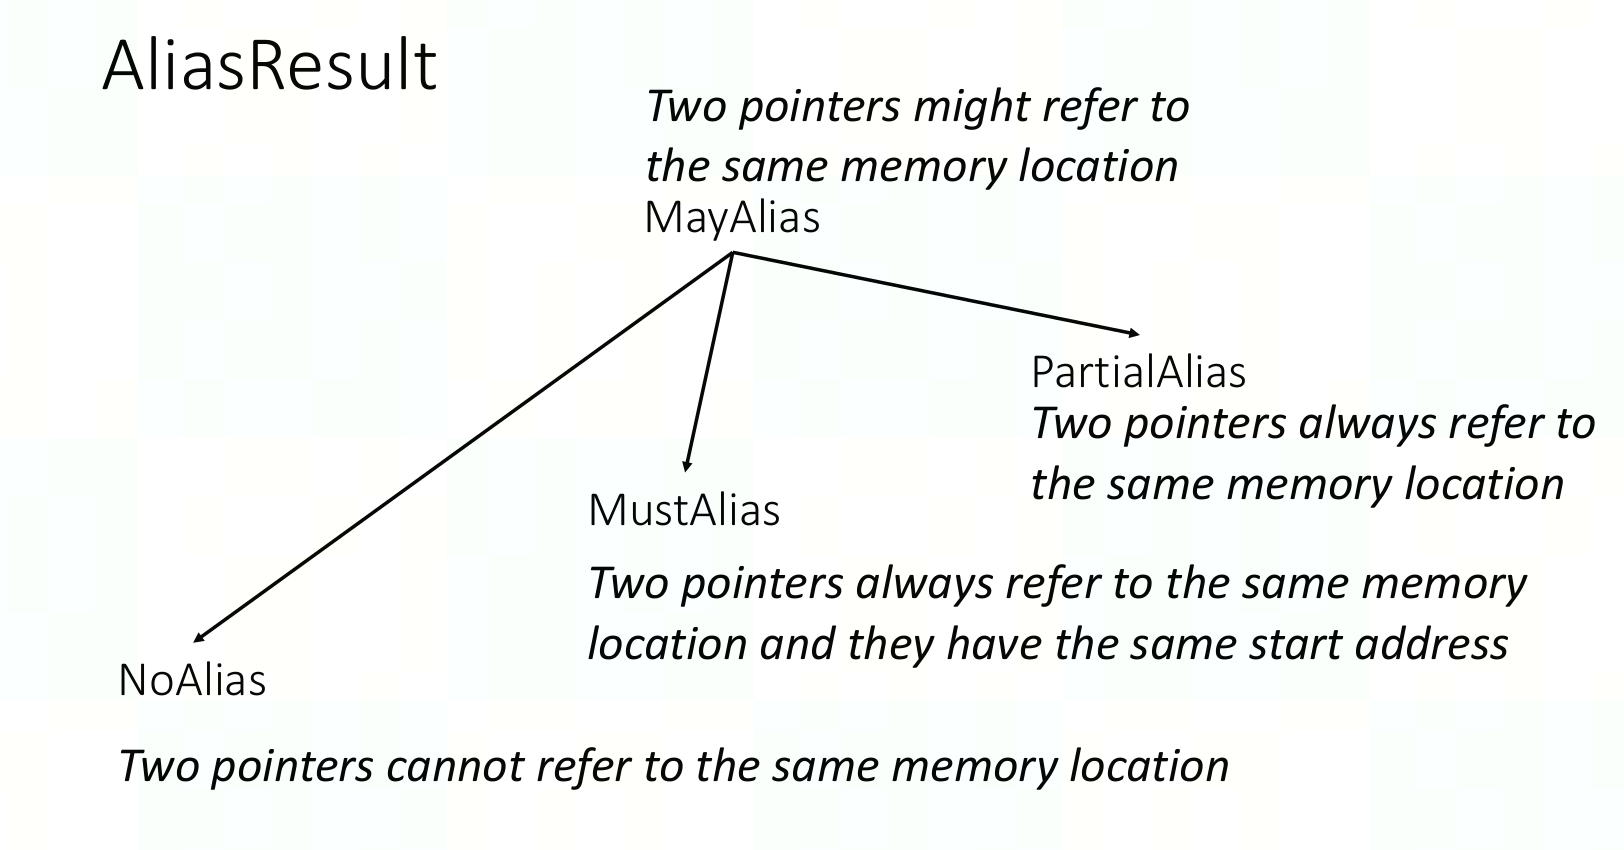 AliasResult
Two pointers might refer to
the same memory location
MayAlias
PartialAlias
Two pointers always refer to
the same memory location
MustAlias
Two pointers always refer to the same memory
location and they have the same start address
NoAlias
Two pointers cannot refer to the same memory location